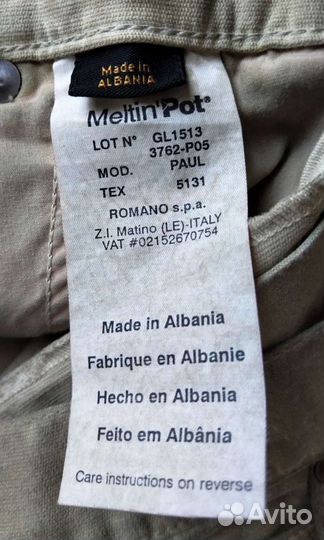 Made in
ALBANIA
Meltin'Pot®
LOT N° GL1513
3762-P05
MOD. PAUL
TEX 5131
ROMANO s.p.a.
Z.I. Matino (LE)-ITALY
VAT #02152670754
Made in Albania
Fabrique en Albanie
Hecho en Albania
Feito em Albânia
Care instructions on reverse
Avito